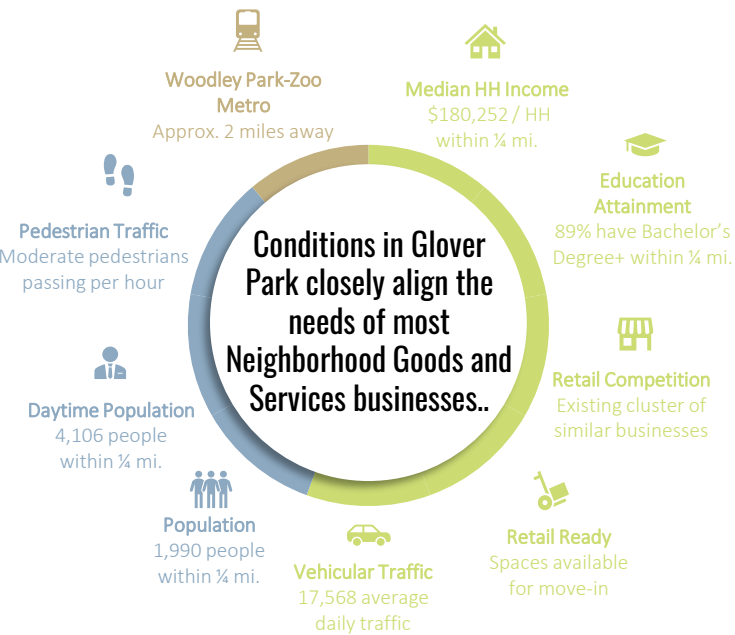 Woodley Park-Zoo
Metro
Approx. 2 miles away
Median HH Income
$180,252 / HH
within ¼ mi.
Education
Attainment
89% have Bachelor's
Degree+ within ¼ mi.
Retail Competition
Existing cluster of
similar businesses
Retail Ready
Spaces available
for move-in
Vehicular Traffic
17,568 average
daily traffic
Population
1,990 people
within ¼ mi.
Daytime Population
4,106 people
within ¼ mi.
Pedestrian Traffic
Moderate pedestrians
passing per hour
Conditions in Glover
Park closely align the
needs of most
Neighborhood Goods and
Services businesses..